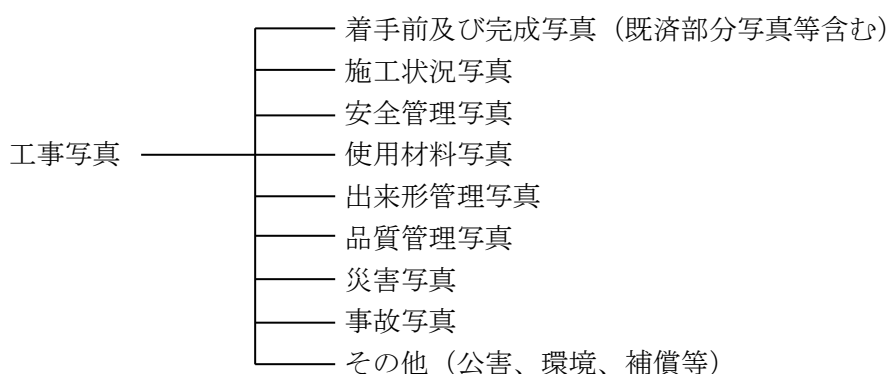 着手前及び完成写真（既済部分写真等含む）
施工状況写真
安全管理写真
工事写真
使用材料写真
出来形管理写真
品質管理写真
災害写真
事故写真
その他（公害、環境、補償等）